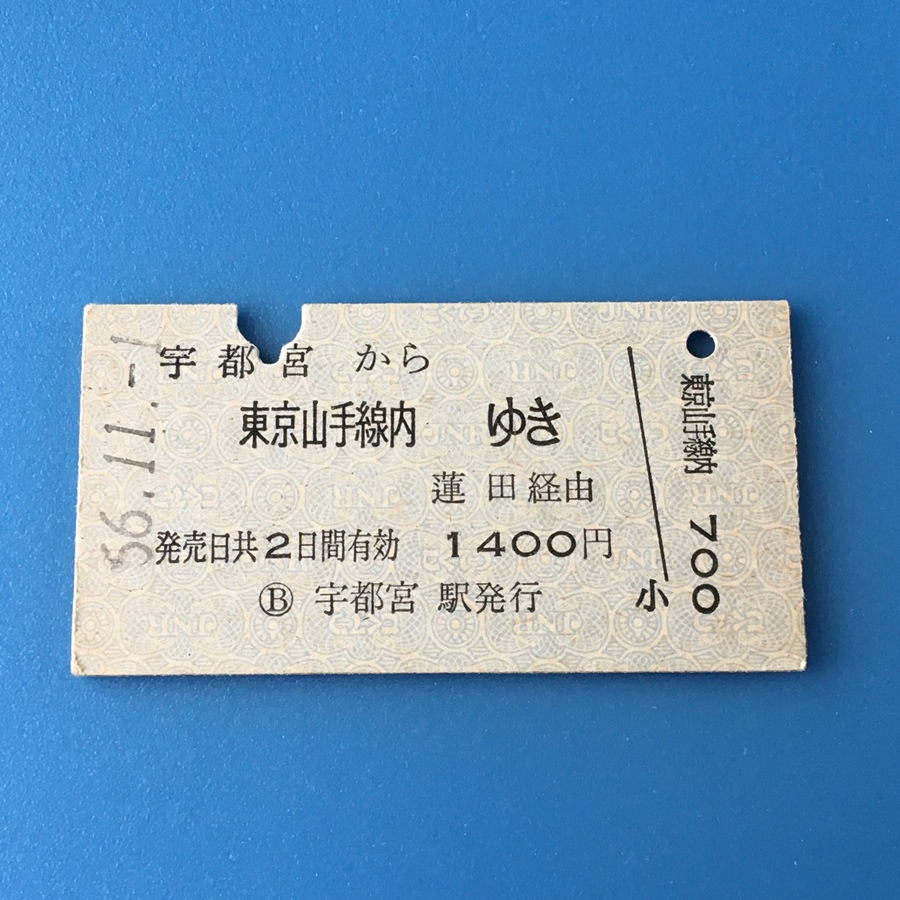 56.11.-1
宇都宮 から
東京山手線内 ゆき
蓮田経由
発売日共2日間有効 1400円
Ⓑ 宇都宮 駅発行
小
東京山手線内 700